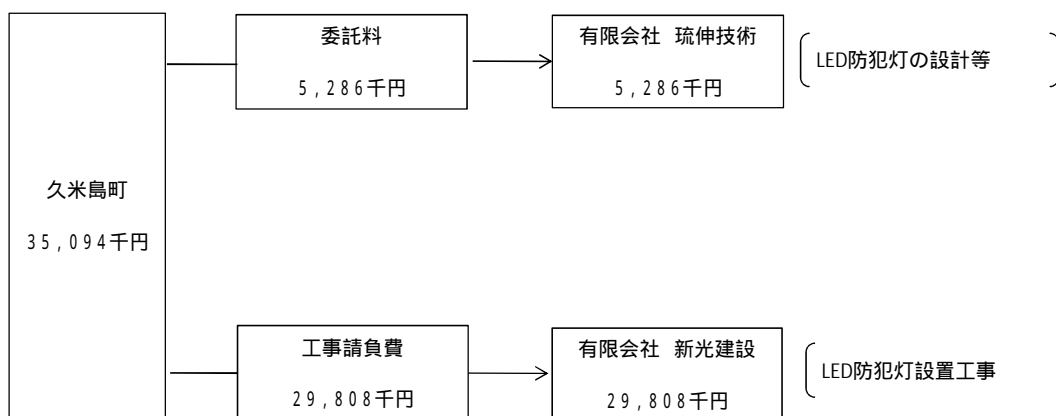 委託料
5,286千円
有限会社 琉伸技術
5,286千円
LED防犯灯の設計等
久米島町
35,094千円
工事請負費
29,808千円
有限会社 新光建設
29,808千円
LED防犯灯設置工事